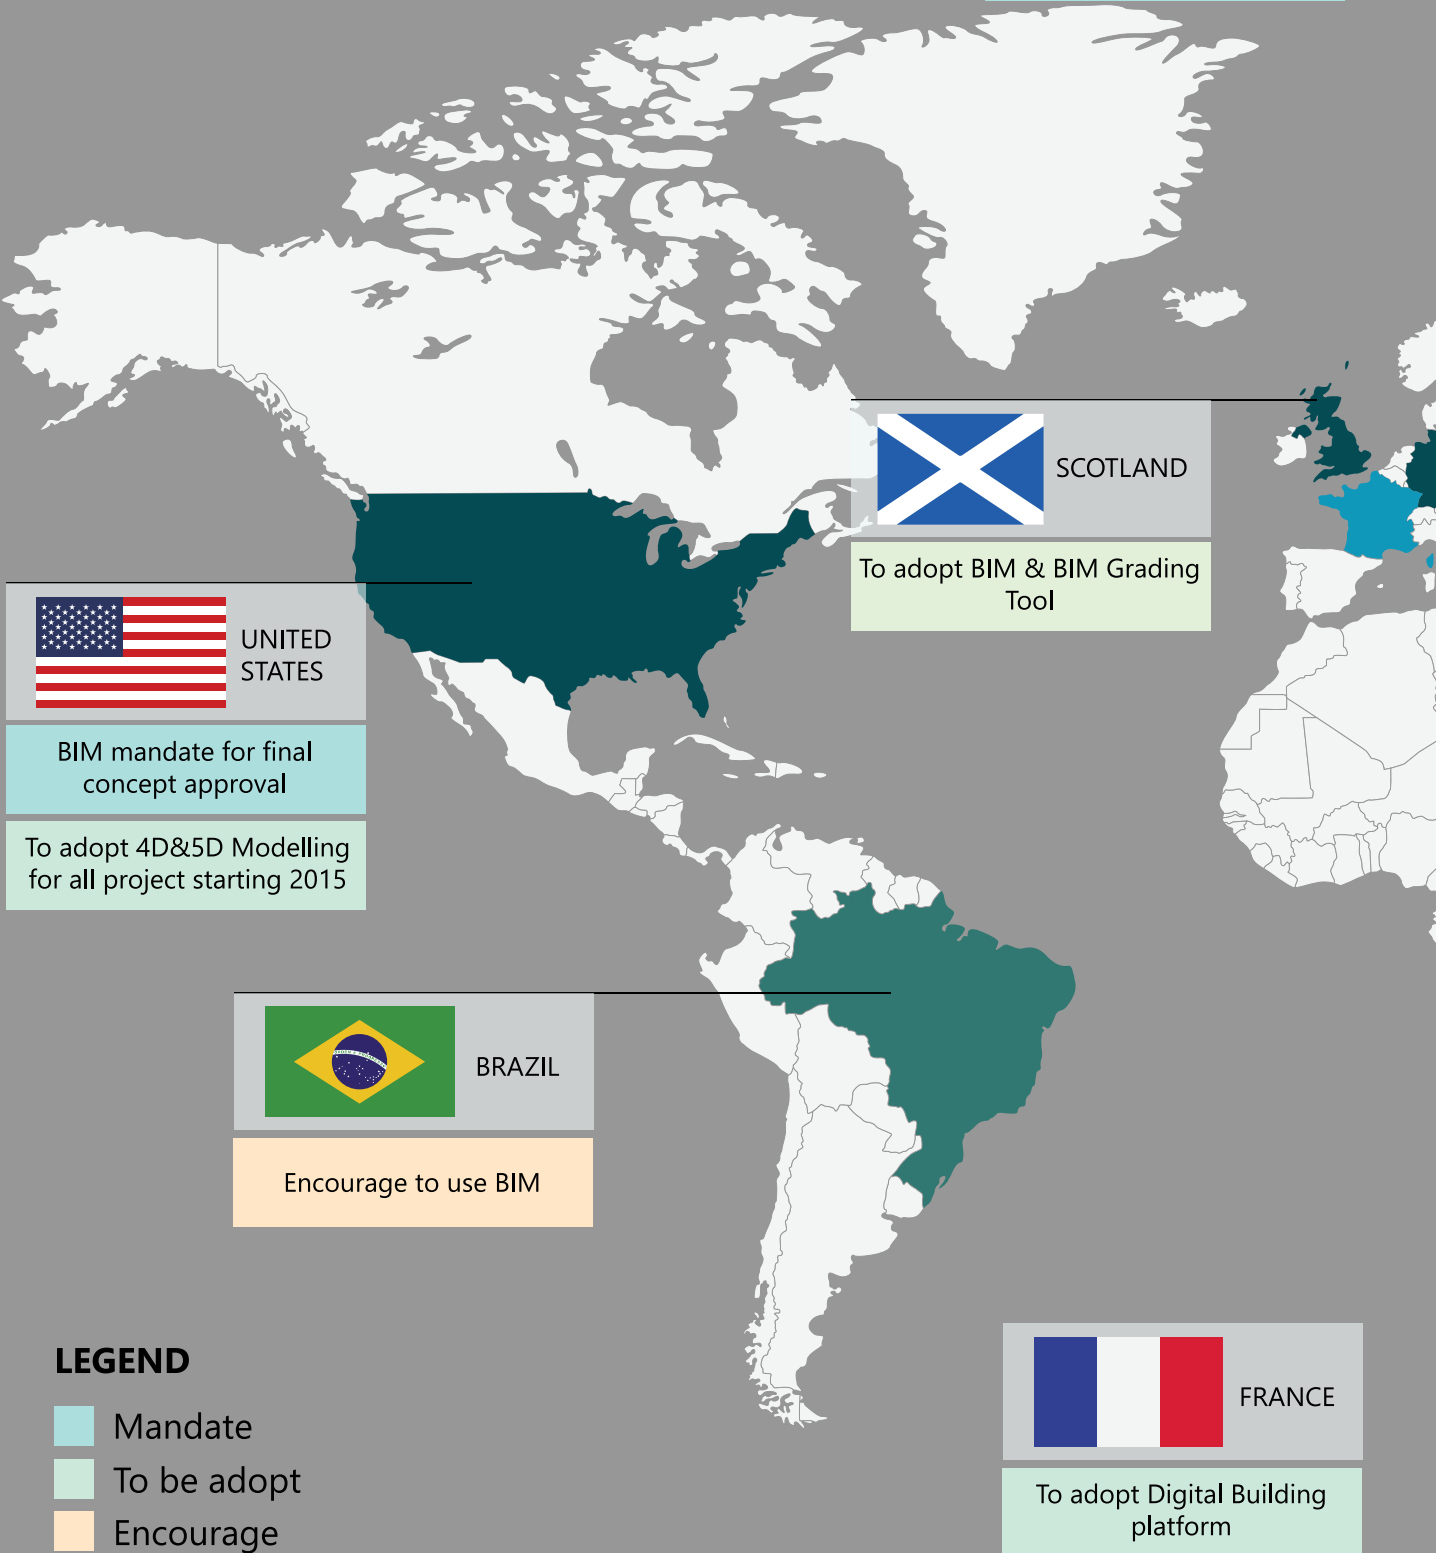 SCOTLAND
To adopt BIM & BIM Grading
Tool
UNITED
STATES
BIM mandate for final
concept approval
To adopt 4D&5D Modelling
for all project starting 2015
BRAZIL
Encourage to use BIM
LEGEND
Mandate
To be adopt
Encourage
FRANCE
To adopt Digital Building
platform